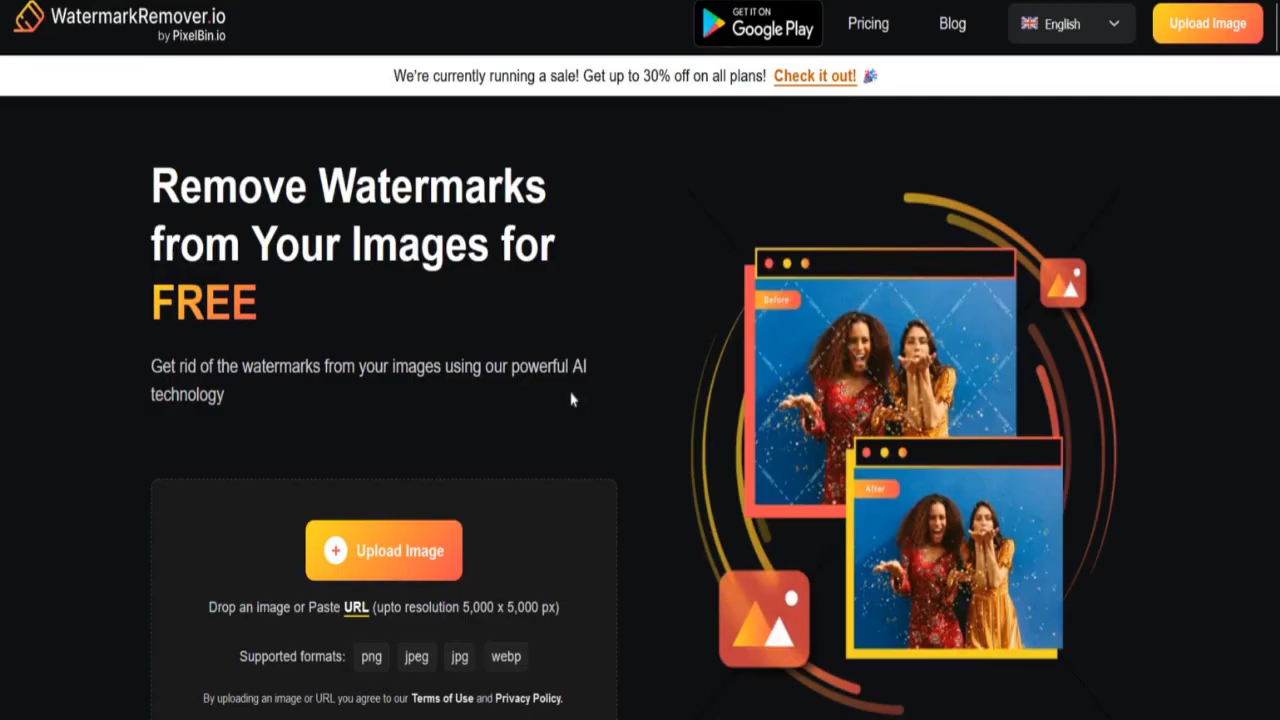 WatermarkRemover.io
by PixelBin.io
GET IT ON
Google Play
Pricing
Blog
English
Upload Image
We're currently running a sale! Get up to 30% off on all plans! Check it out!
Remove Watermarks
from Your Images for
FREE
Get rid of the watermarks from your images using our powerful AI
technology
Before
After
Upload Image
Drop an image or Paste URL (upto resolution 5,000 x 5,000 px)
Supported formats: png jpeg jpg webp
By uploading an image or URL you agree to our Terms of Use and Privacy Policy.